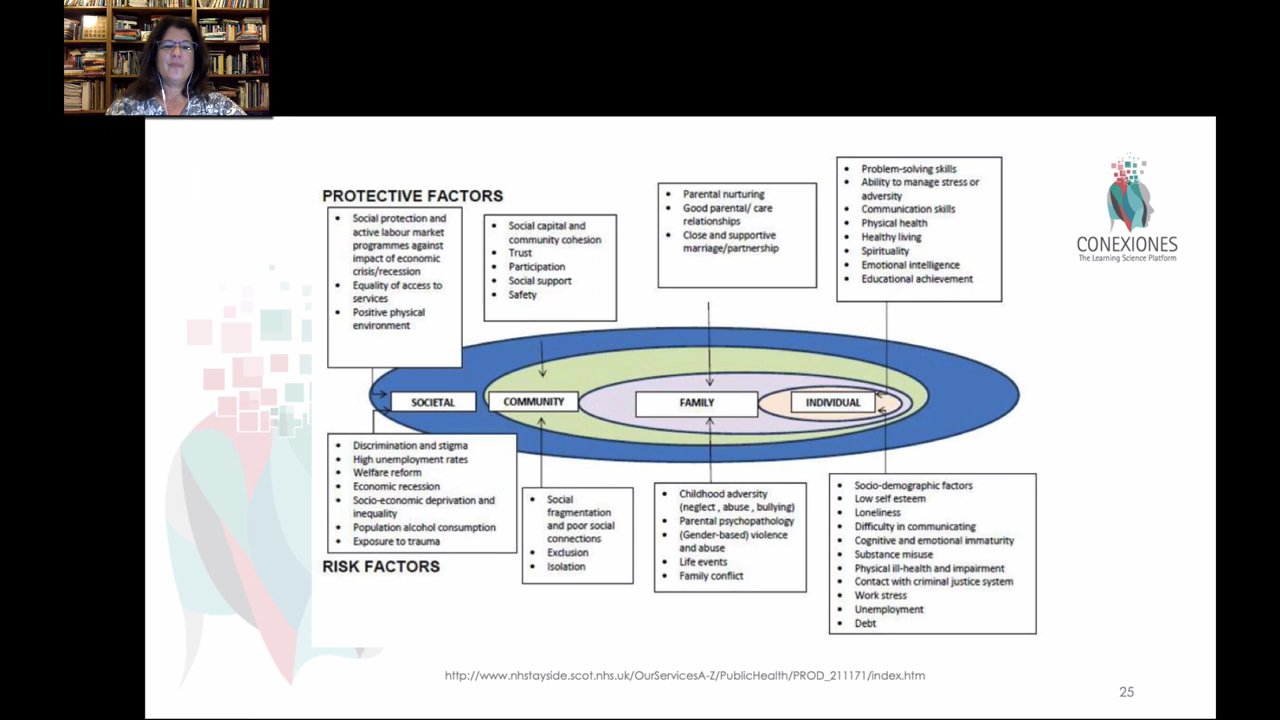 PROTECTIVE FACTORS
• Social protection and
active labour market
programmes against
impact of economic
crisis/recession
• Equality of access to
services
• Positive physical
environment
• Social capital and
community cohesion
• Trust
• Participation
• Social support
• Safety
• Parental nurturing
• Good parental/ care
relationships
• Close and supportive
marriage/partnership
• Problem-solving skills
• Ability to manage stress or
adversity
• Communication skills
• Physical health
• Healthy living
• Spirituality
• Emotional intelligence
• Educational achievement
CONEXIONES
The Learning Science Platform
SOCIETAL
COMMUNITY
FAMILY
INDIVIDUAL
• Discrimination and stigma
• High unemployment rates
• Welfare reform
• Economic recession
• Socio-economic deprivation and
inequality
• Population alcohol consumption
• Exposure to trauma
RISK FACTORS
• Social
fragmentation
and poor social
connections
• Exclusion
• Isolation
• Childhood adversity
(neglect , abuse , bullying)
• Parental psychopathology
• (Gender-based) violence
and abuse
• Life events
• Family conflict
• Socio-demographic factors
• Low self esteem
• Loneliness
• Difficulty in communicating
• Cognitive and emotional immaturity
• Substance misuse
• Physical ill-health and impairment
• Contact with criminal justice system
• Work stress
• Unemployment
• Debt
http://www.nhstayside.scot.nhs.uk/OurServicesA-Z/PublicHealth/PROD_211171/index.htm
25